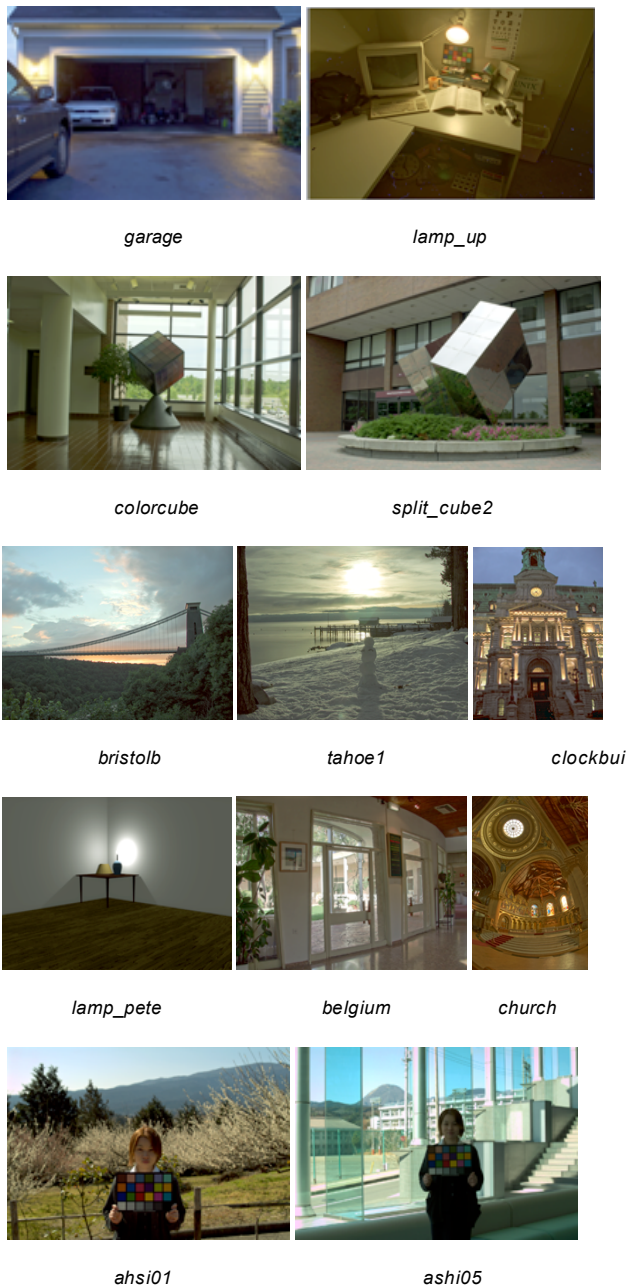 garage lamp_up
colorcube split_cube2
bristolb tahoe1 clockbui
lamp_pete belgium church
ahsi01 ashi05